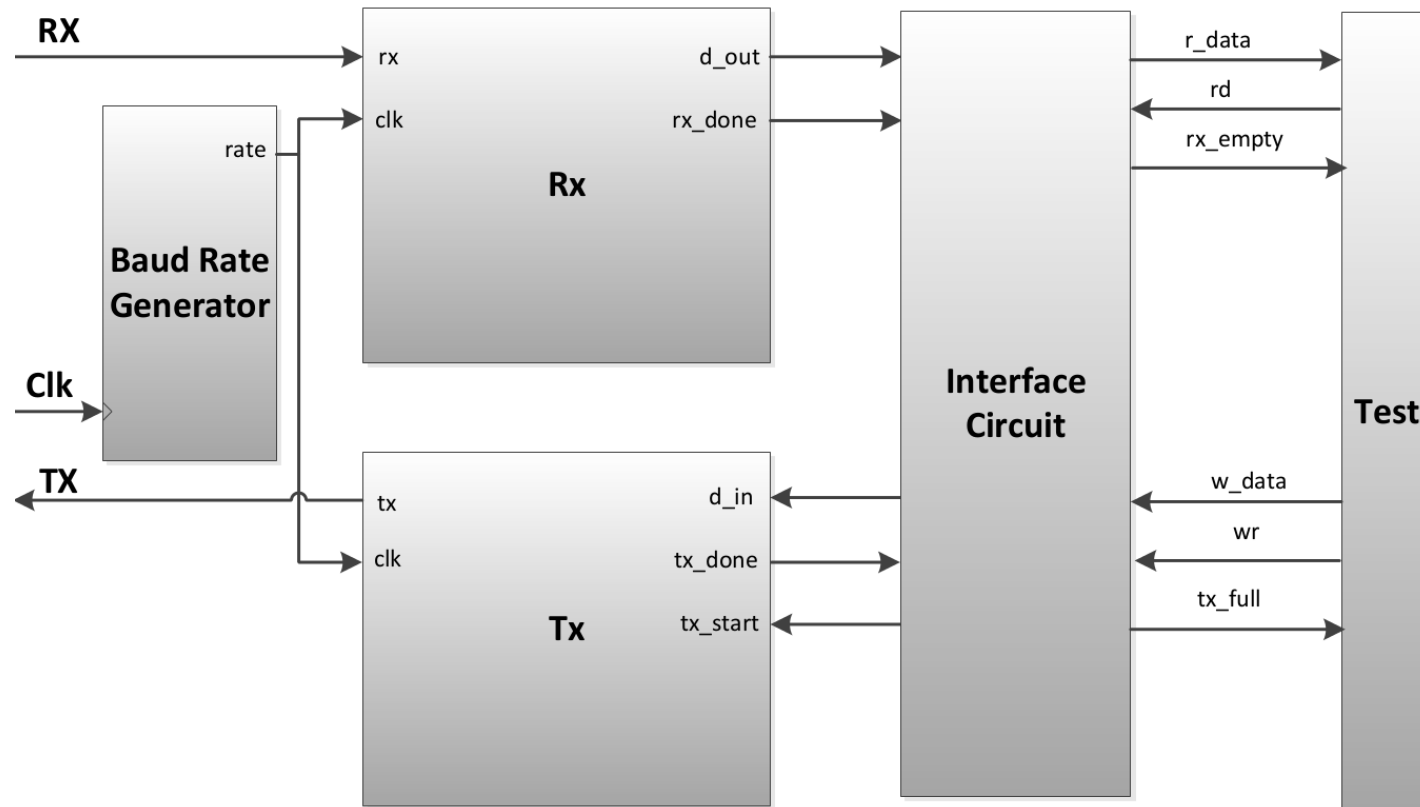 RX
rx
d_out
clk
rx_done
Rx
rate
Baud Rate
Generator
Clk
TX
tx
d_in
clk
tx_done
tx_start
Tx
Interface
Circuit
r_data
rd
rx_empty
w_data
wr
tx_full
Test